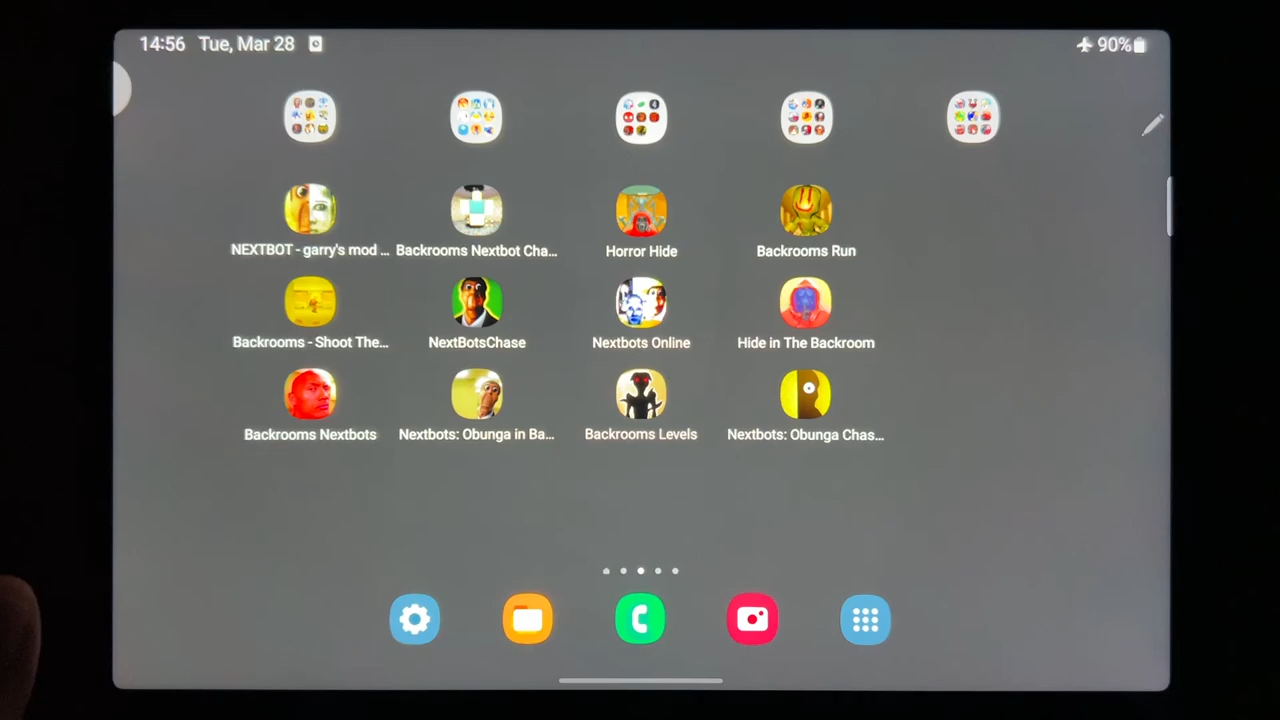 14:56 Tue, Mar 28 90%
NEXTBOT - garry's mod ... Backrooms Nextbot Cha... Horror Hide Backrooms Run
Backrooms - Shoot The... NextBotsChase Nextbots Online Hide in The Backroom
Backrooms Nextbots Nextbots: Obunga in Ba... Backrooms Levels Nextbots: Obunga Chas...